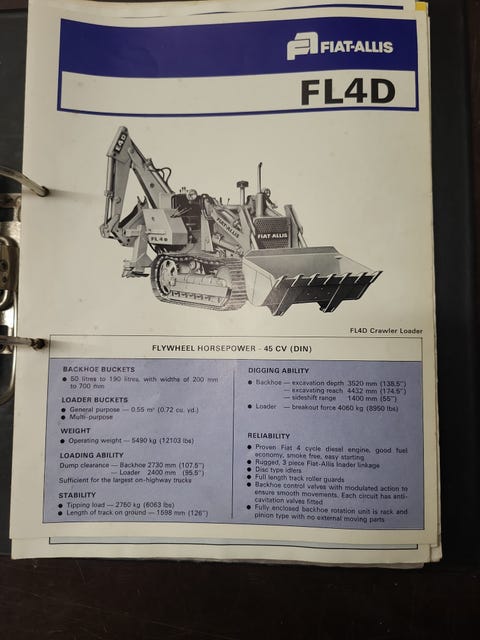 FIAT-ALLIS
FL4D
E4D
FL4D
FIAT-ALLIS
FIAT-ALLIS
FL4D Crawler Loader
FLYWHEEL HORSEPOWER - 45 CV (DIN)
BACKHOE BUCKETS
● 50 litres to 190 litres, with widths of 200 mm
to 700 mm
LOADER BUCKETS
● General purpose — 0.55 m³ (0.72 cu. yd.)
● Multi-purpose
WEIGHT
● Operating weight — 5490 kg (12103 lbs)
LOADING ABILITY
Dump clearance — Backhoe 2730 mm (107.5")
— Loader 2400 mm (95.5")
Sufficient for the largest on-highway trucks
STABILITY
● Tipping load — 2750 kg (6063 lbs)
● Length of track on ground — 1598 mm (126")
DIGGING ABILITY
● Backhoe — excavation depth 3520 mm (138.5")
— excavating reach 4432 mm (174.5")
— sideshift range 1400 mm (55")
● Loader — breakout force 4060 kg (8950 lbs)
RELIABILITY
● Proven Fiat 4 cycle diesel engine, good fuel
economy, smoke free, easy starting
● Rugged, 3 piece Fiat-Allis loader linkage
● Disc type idlers
● Full length track roller guards
● Backhoe control valves with modulated action to
ensure smooth movements. Each circuit has anti-
cavitation valves fitted
● Fully enclosed backhoe rotation unit is rack and
pinion type with no external moving parts